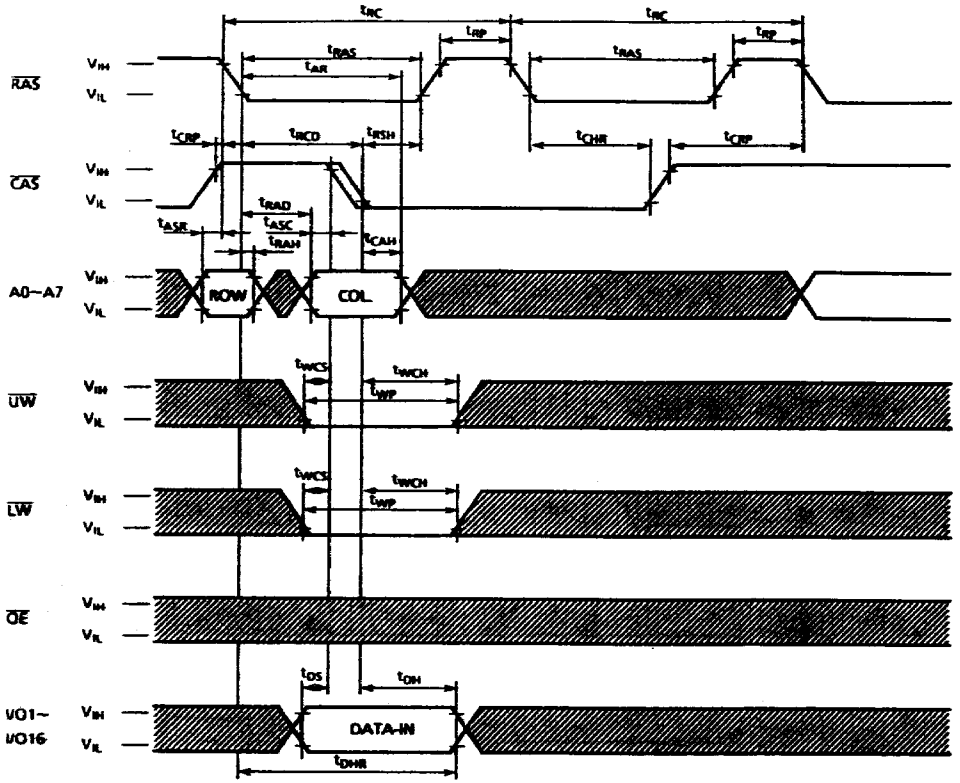 tRC tRC
tRP tRP
tRAS tRAS
tAR
RAS VIH
VIL
tCRP tRCD tRSH tCHR tCRP
CAS VIH
VIL
tRAD
tASR tASC
tRAH tCAH
A0~A7 VIH
ROW COL.
VIL
tWCS tWCH
tWP
UW VIH
VIL
tWCS tWCH
tWP
LW VIH
VIL
OE VIH
VIL
tDS tDH
I/O1~ VIH
DATA-IN
I/O16 VIL
tDHR